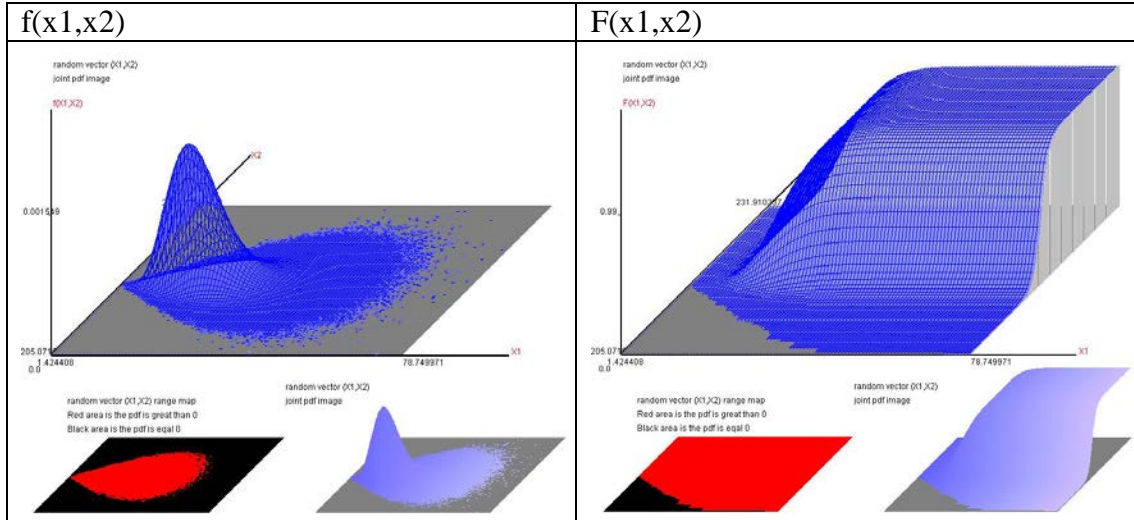 f(x1,x2)
random vector (X1,X2)
joint pdf image
f(X1,X2)
X2
0.001549
205.071
1.424408
0.0
78.749971
X1
random vector (X1,X2) range map
Red area is the pdf is great than 0
Black area is the pdf is eqal 0
random vector (X1,X2)
joint pdf image
F(x1,x2)
random vector (X1,X2)
joint pdf image
F(X1,X2)
0.99
205.071
1.424408
0.0
78.749971
X1
random vector (X1,X2) range map
Red area is the pdf is great than 0
Black area is the pdf is eqal 0
random vector (X1,X2)
joint pdf image